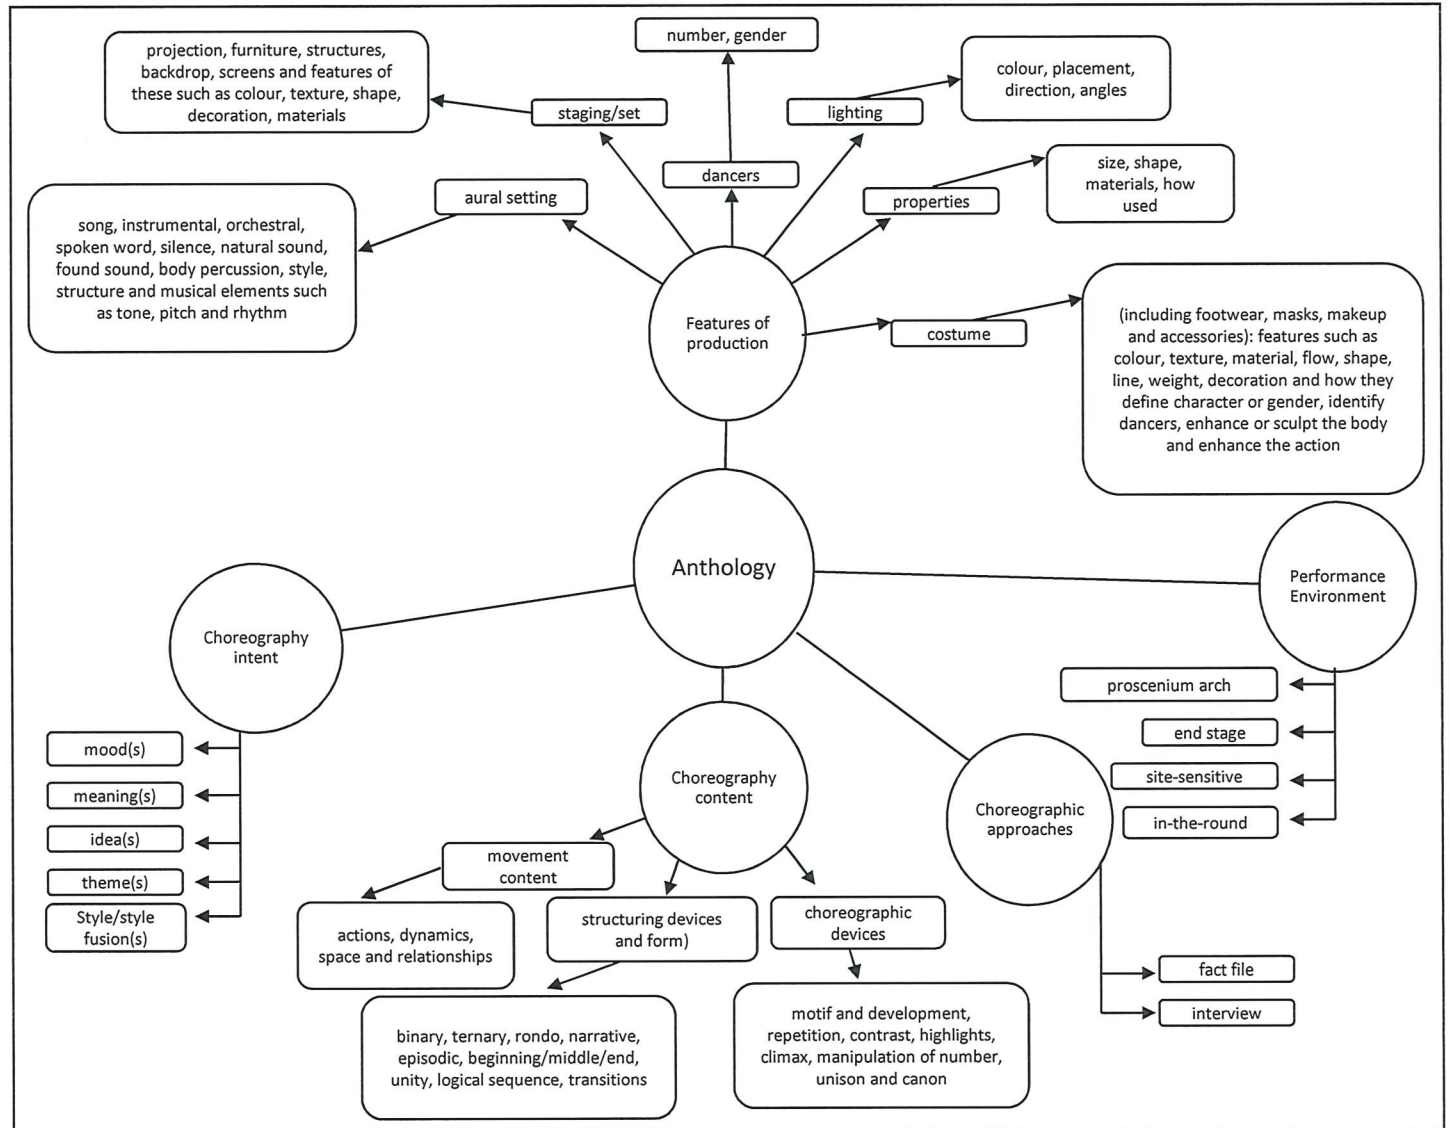 number, gender
projection, furniture, structures,
backdrop, screens and features of
these such as colour, texture, shape,
decoration, materials
staging/set
lighting
colour, placement,
direction, angles
dancers
aural setting
properties
size, shape,
materials, how
used
song, instrumental, orchestral,
spoken word, silence, natural sound,
found sound, body percussion, style,
structure and musical elements such
as tone, pitch and rhythm
Features of
production
costume
(including footwear, masks, makeup
and accessories): features such as
colour, texture, material, flow, shape,
line, weight, decoration and how they
define character or gender, identify
dancers, enhance or sculpt the body
and enhance the action
Anthology
Performance
Environment
proscenium arch
end stage
site-sensitive
in-the-round
Choreography
intent
mood(s)
meaning(s)
idea(s)
theme(s)
Style/style
fusion(s)
Choreography
content
movement
content
actions, dynamics,
space and relationships
structuring devices
and form)
binary, ternary, rondo, narrative,
episodic, beginning/middle/end,
unity, logical sequence, transitions
choreographic
devices
motif and development,
repetition, contrast, highlights,
climax, manipulation of number,
unison and canon
Choreographic
approaches
fact file
interview